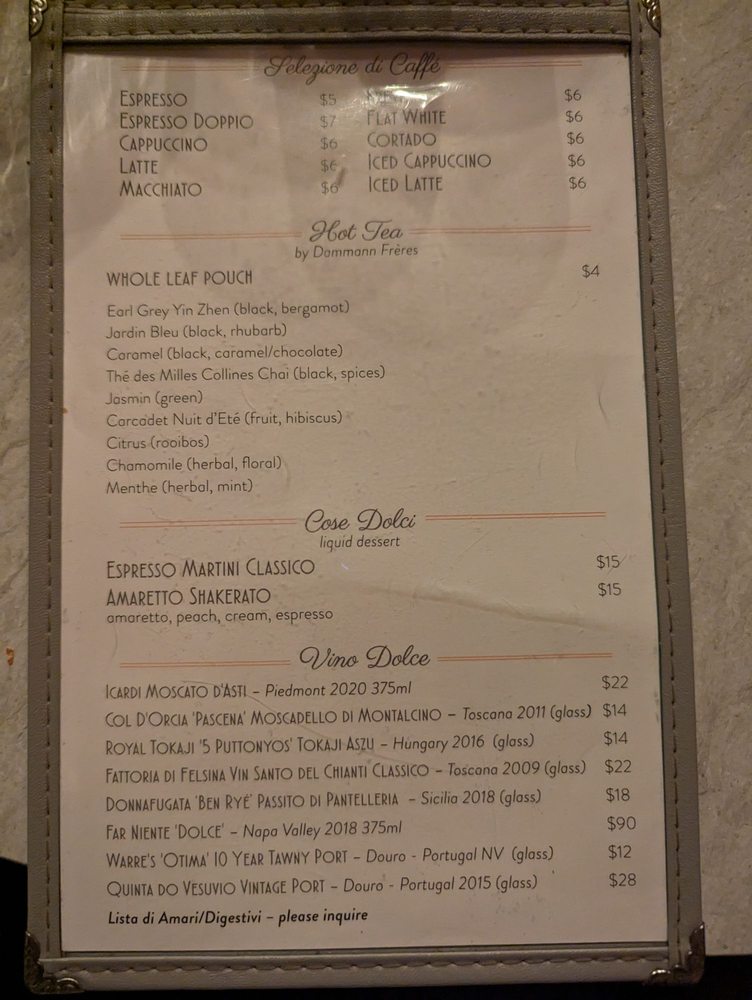 Selezione di Caffé
ESPRESSO $5
ESPRESSO DOPPIO $7
CAPPUCCINO $6
LATTE $6
MACCHIATO $6
$6
FLAT WHITE $6
CORTADO $6
ICED CAPPUCCINO $6
ICED LATTE $6
Hot Tea
by Dammann Frères
WHOLE LEAF POUCH $4
Earl Grey Yin Zhen (black, bergamot)
Jardin Bleu (black, rhubarb)
Caramel (black, caramel/chocolate)
Thé des Milles Collines Chai (black, spices)
Jasmin (green)
Carcadet Nuit d'Eté (fruit, hibiscus)
Citrus (rooibos)
Chamomile (herbal, floral)
Menthe (herbal, mint)
Cose Dolci
liquid dessert
ESPRESSO MARTINI CLASSICO $15
AMARETTO SHAKERATO $15
amaretto, peach, cream, espresso
Vino Dolce
ICARDI MOSCATO D'ASTI – Piedmont 2020 375ml $22
COL D'ORCIA 'PASCENA' MOSCADELLO DI MONTALCINO – Toscana 2011 (glass) $14
ROYAL TOKAJI '5 PUTTONYOS' TOKAJI ASZU – Hungary 2016 (glass) $14
FATTORIA DI FELSINA VIN SANTO DEL CHIANTI CLASSICO – Toscana 2009 (glass) $22
DONNAFUGATA 'BEN RYÉ' PASSITO DI PANTELLERIA – Sicilia 2018 (glass) $18
FAR NIENTE 'DOLCE' – Napa Valley 2018 375ml $90
WARRE'S 'OTIMA' 10 YEAR TAWNY PORT – Douro - Portugal NV (glass) $12
QUINTA DO VESUVIO VINTAGE PORT – Douro - Portugal 2015 (glass) $28
Lista di Amari/Digestivi – please inquire